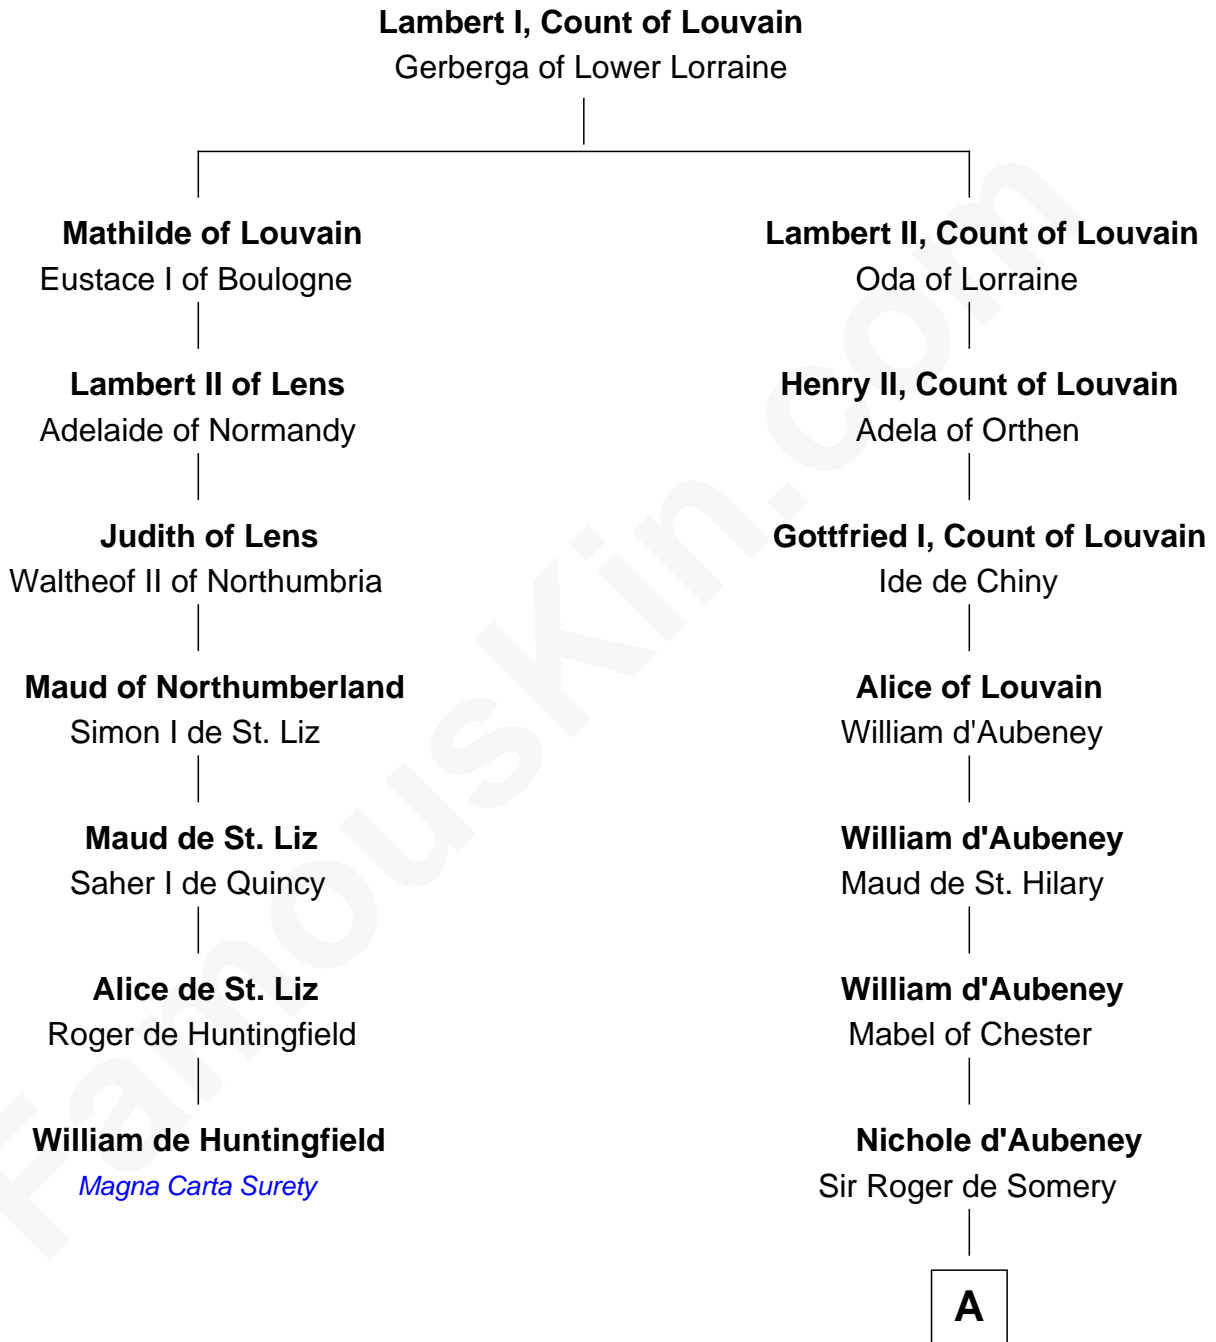 Lambert I, Count of Louvain
Gerberga of Lower Lorraine
Mathilde of Louvain
Eustace I of Boulogne
Lambert II of Lens
Adelaide of Normandy
Judith of Lens
Waltheof II of Northumbria
Maud of Northumberland
Simon I de St. Liz
Maud de St. Liz
Saher I de Quincy
Alice de St. Liz
Roger de Huntingfield
William de Huntingfield
Magna Carta Surety
Lambert II, Count of Louvain
Oda of Lorraine
Henry II, Count of Louvain
Adela of Orthen
Gottfried I, Count of Louvain
Ide de Chiny
Alice of Louvain
William d'Aubeney
William d'Aubeney
Maud de St. Hilary
William d'Aubeney
Mabel of Chester
Nichole d'Aubeney
Sir Roger de Somery
A
FamousKin.com